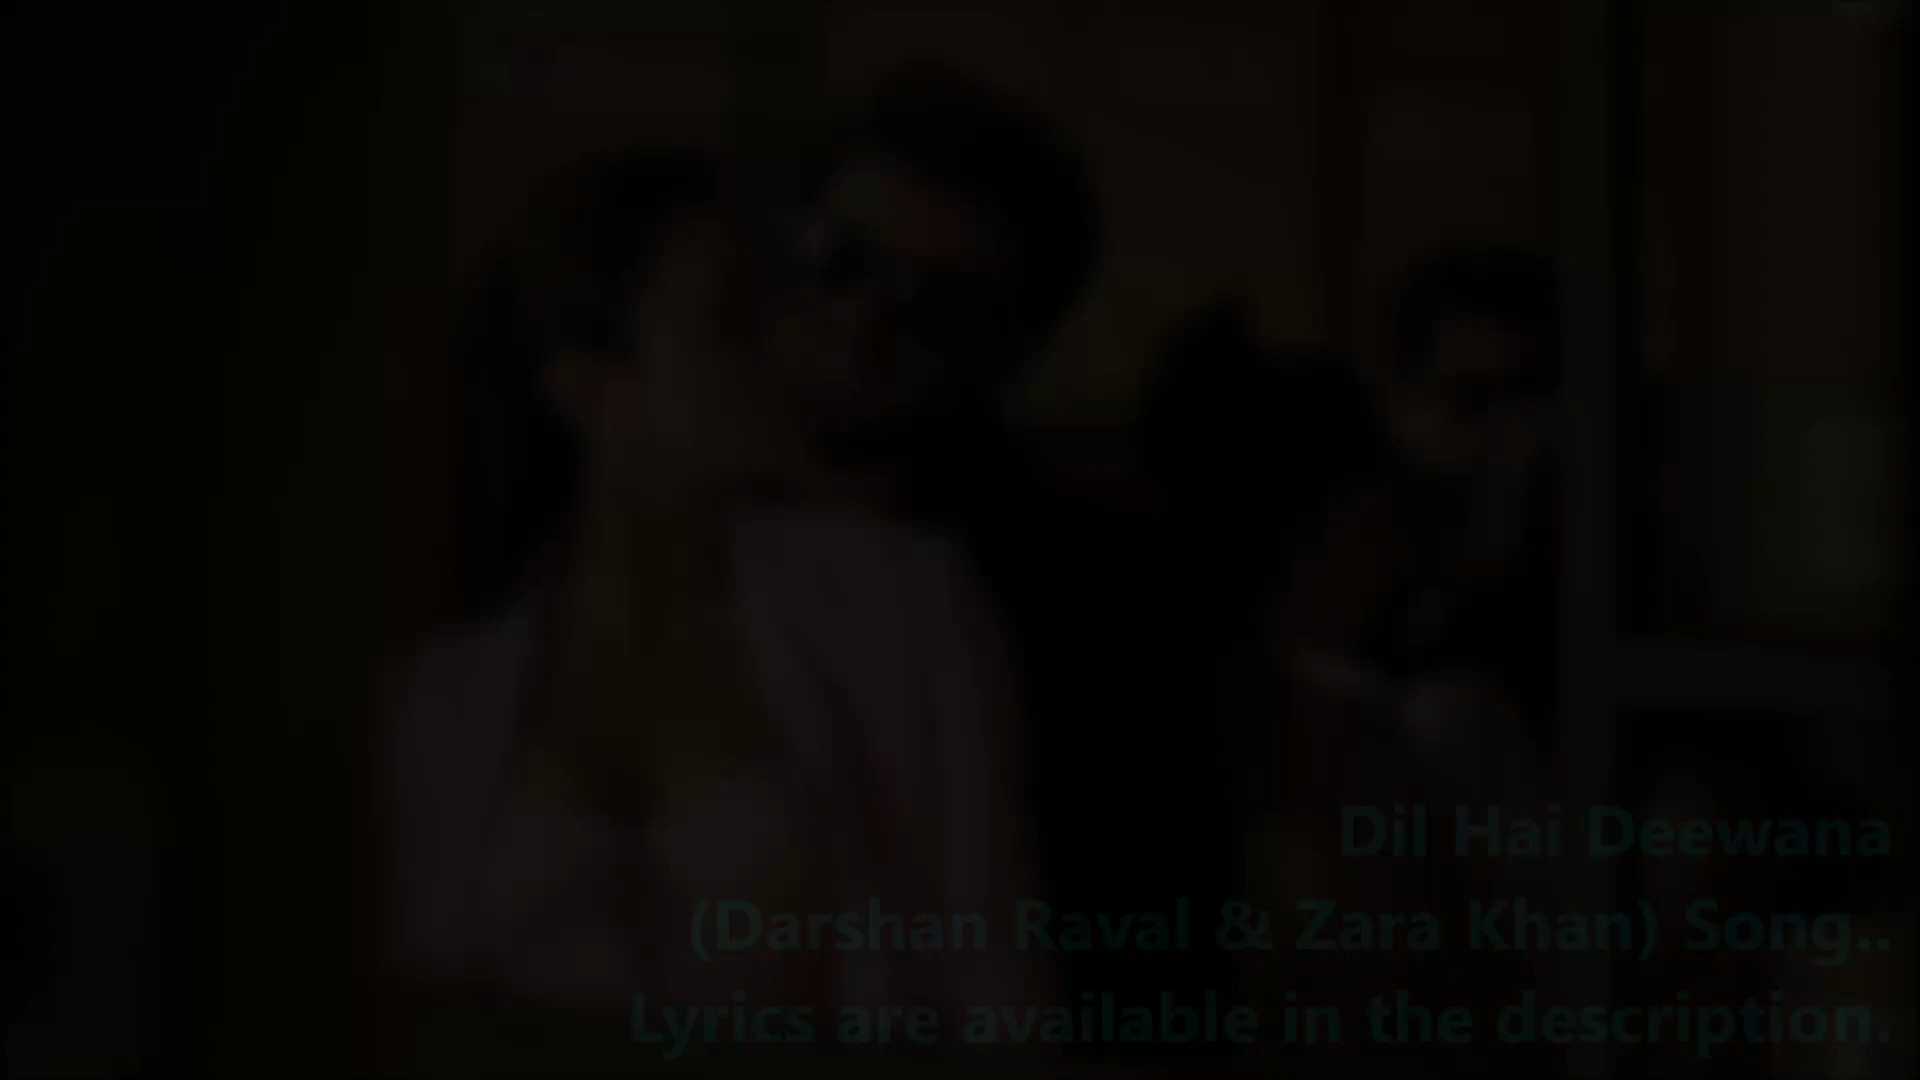 Dil Hai Deewana
(Darshan Raval & Zara Khan) Song..
Lyrics are available in the description.